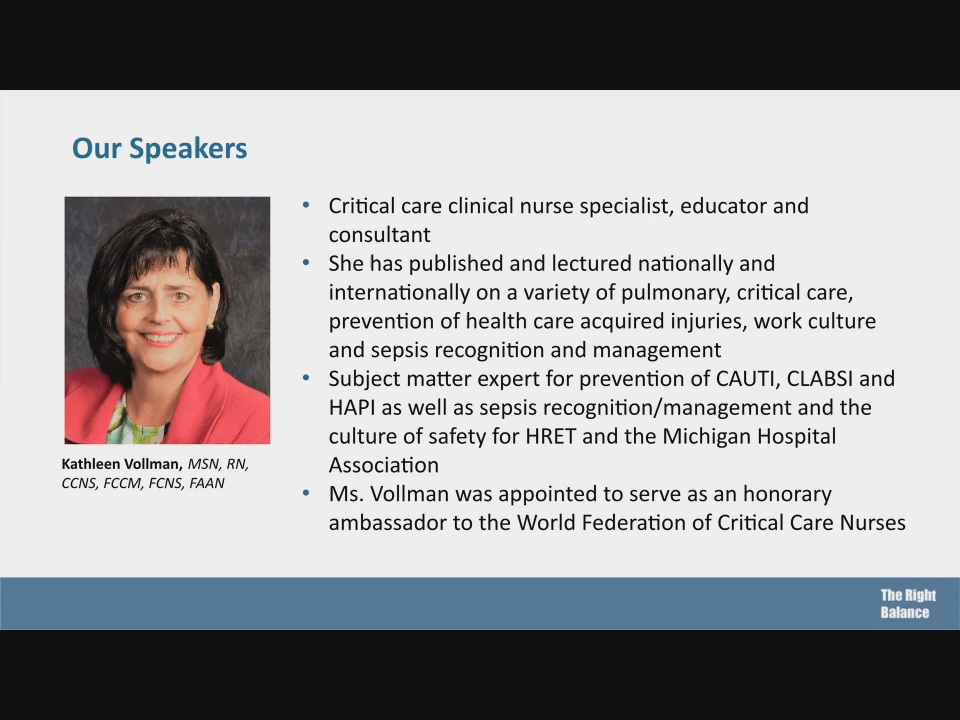 Our Speakers
• Critical care clinical nurse specialist, educator and
consultant
• She has published and lectured nationally and
internationally on a variety of pulmonary, critical care,
prevention of health care acquired injuries, work culture
and sepsis recognition and management
• Subject matter expert for prevention of CAUTI, CLABSI and
HAPI as well as sepsis recognition/management and the
culture of safety for HRET and the Michigan Hospital
Association
• Ms. Vollman was appointed to serve as an honorary
ambassador to the World Federation of Critical Care Nurses
Kathleen Vollman, MSN, RN,
CCNS, FCCM, FCNS, FAAN
The Right
Balance